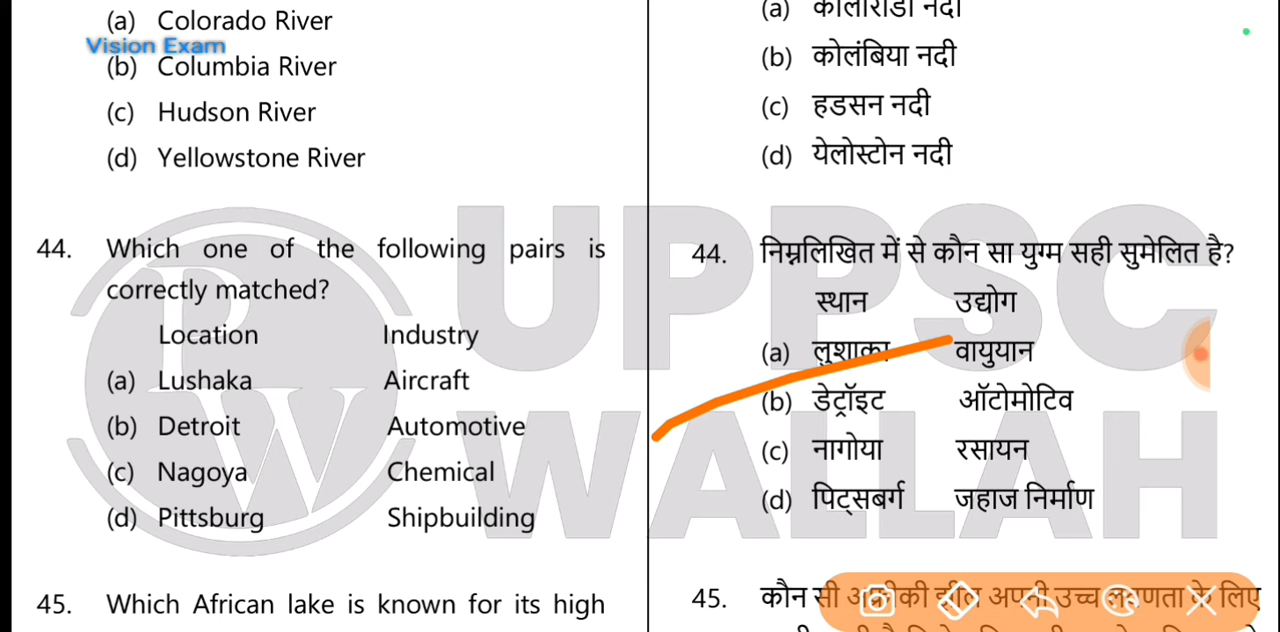 (a) Colorado River
Vision Exam
(b) Columbia River
(c) Hudson River
(d) Yellowstone River
44. Which one of the following pairs is
correctly matched?
Location Industry
(a) Lushaka Aircraft
(b) Detroit Automotive
(c) Nagoya Chemical
(d) Pittsburg Shipbuilding
45. Which African lake is known for its high
(a) कोलोराडो नदी
(b) कोलंबिया नदी
(c) हडसन नदी
(d) येलोस्टोन नदी
44. निम्नलिखित में से कौन सा युग्म सही सुमेलित है?
स्थान उद्योग
(a) लुशाका वायुयान
(b) डेट्रॉइट ऑटोमोटिव
(c) नागोया रसायन
(d) पिट्सबर्ग जहाज निर्माण
45. कौन सी अफ्रीकी झील अपनी उच्च लवणता के लिए
UPPSC
WALLAH